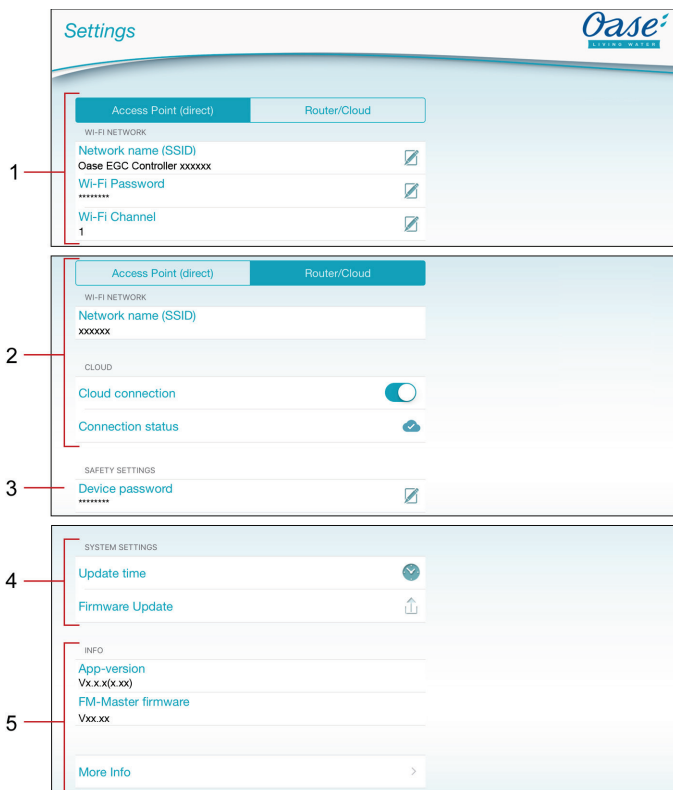 Settings
Oase
LIVING WATER
1
Access Point (direct) Router/Cloud
WI-FI NETWORK
Network name (SSID)
Oase EGC Controller xxxxxx
Wi-Fi Password
********
Wi-Fi Channel
1
2
Access Point (direct) Router/Cloud
WI-FI NETWORK
Network name (SSID)
xxxxxx
CLOUD
Cloud connection
Connection status
3
SAFETY SETTINGS
Device password
********
4
SYSTEM SETTINGS
Update time
Firmware Update
5
INFO
App-version
Vx.x.x(x.xx)
FM-Master firmware
Vxx.xx
More Info